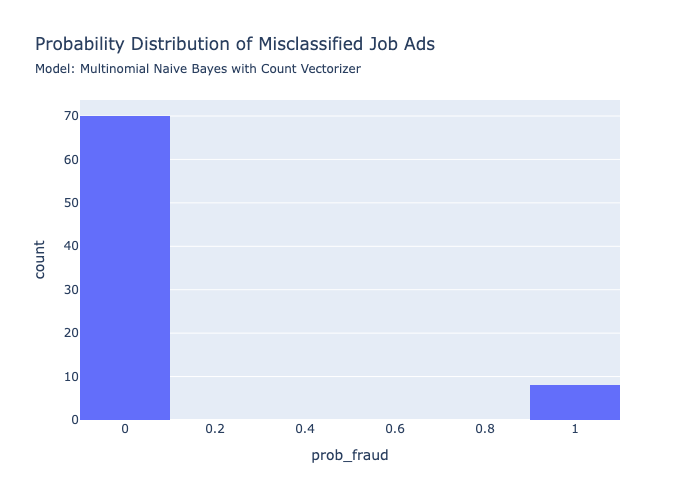 Probability Distribution of Misclassified Job Ads
Model: Multinomial Naive Bayes with Count Vectorizer
70
60
50
40
30
20
10
0
count
0 0.2 0.4 0.6 0.8 1
prob_fraud